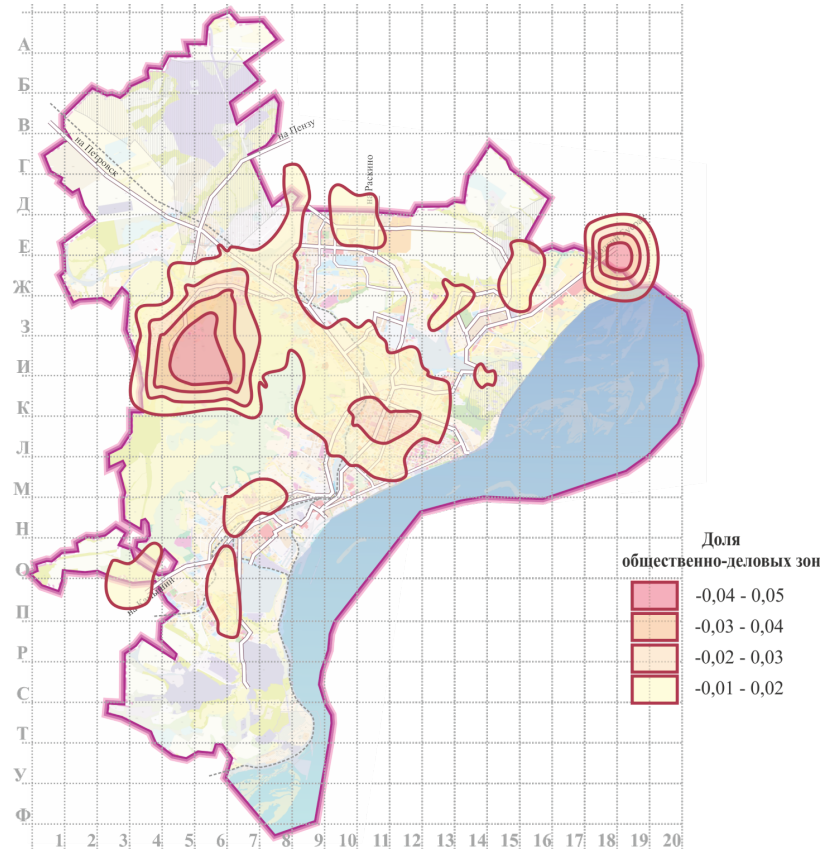 А
Б
В
Г
Д
Е
Ж
З
И
К
Л
М
Н
О
П
Р
С
Т
У
Ф
на Петровск
на Пензу
на Раскино
Доля
общественно-деловых зон
-0,04 - 0,05
-0,03 - 0,04
-0,02 - 0,03
-0,01 - 0,02
1 2 3 4 5 6 7 8 9 10 11 12 13 14 15 16 17 18 19 20